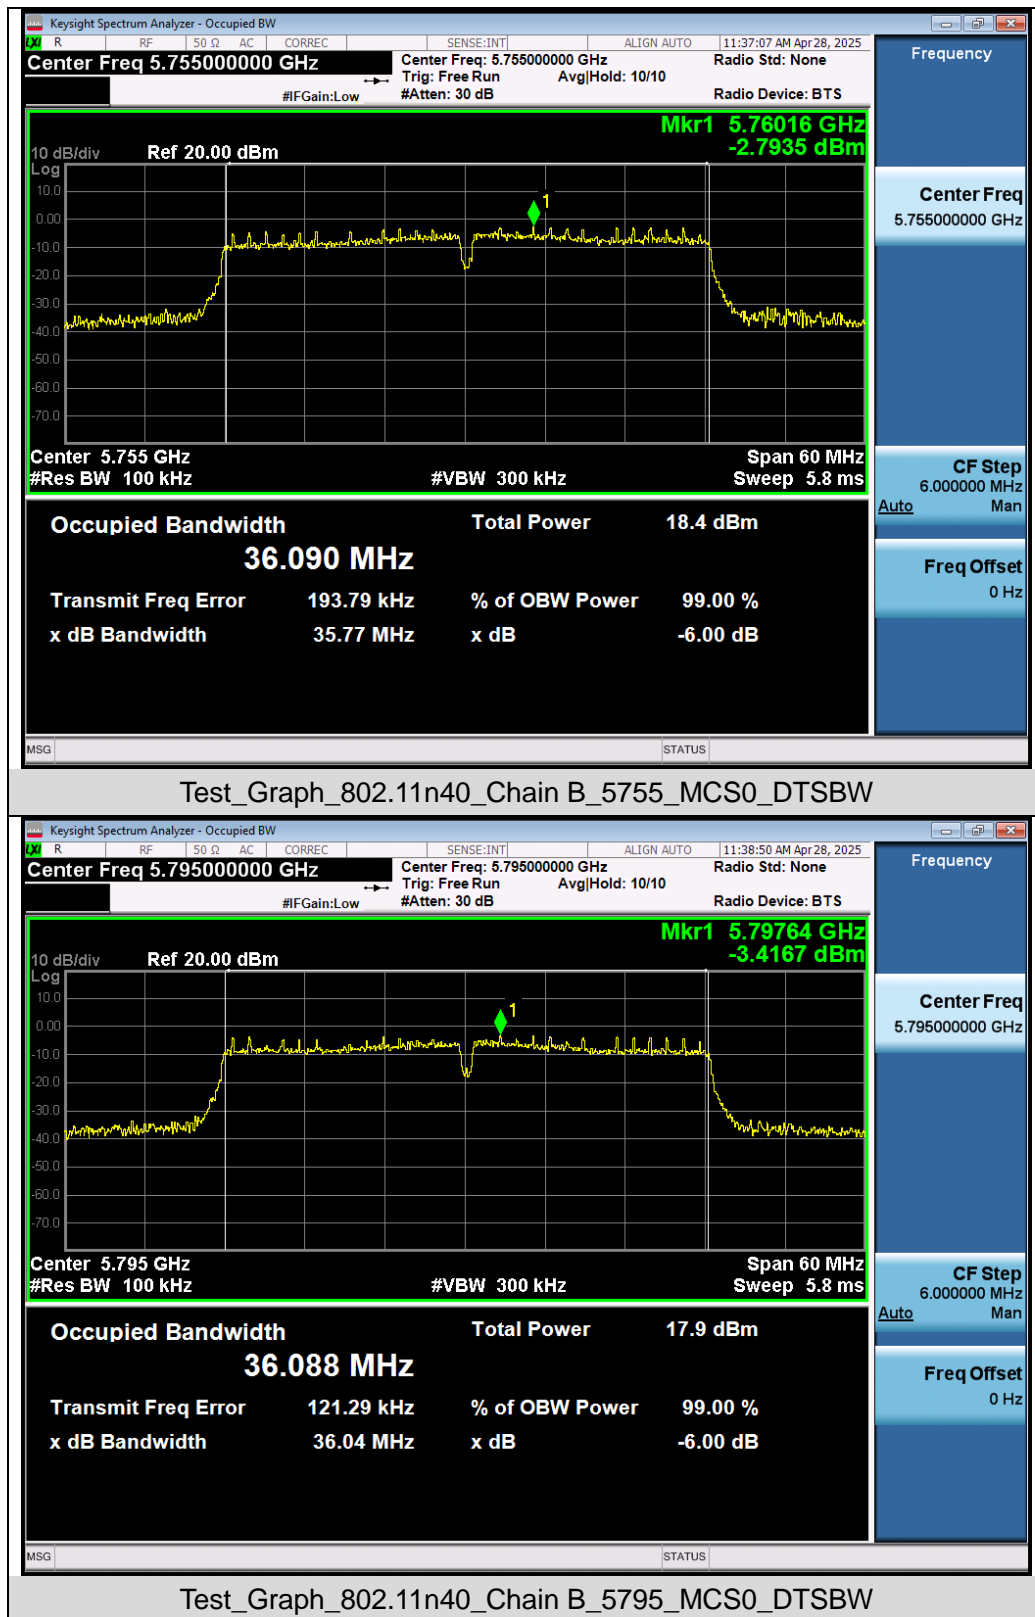 Keysight Spectrum Analyzer - Occupied BW
LXI R RF 50 Ω AC CORREC SENSE:INT ALIGN AUTO 11:37:07 AM Apr 28, 2025
Center Freq 5.755000000 GHz Center Freq: 5.755000000 GHz Radio Std: None Frequency
Trig: Free Run Avg|Hold: 10/10
#IFGain:Low #Atten: 30 dB Radio Device: BTS
Mkr1 5.76016 GHz
10 dB/div Ref 20.00 dBm -2.7935 dBm
Log
10.0
0.00
-10.0
-20.0
-30.0
-40.0
-50.0
-60.0
-70.0
1
Center Freq
5.755000000 GHz
Center 5.755 GHz Span 60 MHz
#Res BW 100 kHz #VBW 300 kHz Sweep 5.8 ms
CF Step
6.000000 MHz
Auto Man
Occupied Bandwidth Total Power 18.4 dBm
36.090 MHz
Freq Offset
0 Hz
Transmit Freq Error 193.79 kHz % of OBW Power 99.00 %
x dB Bandwidth 35.77 MHz x dB -6.00 dB
MSG STATUS
Test_Graph_802.11n40_Chain B_5755_MCS0_DTSBW
Keysight Spectrum Analyzer - Occupied BW
LXI R RF 50 Ω AC CORREC SENSE:INT ALIGN AUTO 11:38:50 AM Apr 28, 2025
Center Freq 5.795000000 GHz Center Freq: 5.795000000 GHz Radio Std: None Frequency
Trig: Free Run Avg|Hold: 10/10
#IFGain:Low #Atten: 30 dB Radio Device: BTS
Mkr1 5.79764 GHz
10 dB/div Ref 20.00 dBm -3.4167 dBm
Log
10.0
0.00
-10.0
-20.0
-30.0
-40.0
-50.0
-60.0
-70.0
1
Center Freq
5.795000000 GHz
Center 5.795 GHz Span 60 MHz
#Res BW 100 kHz #VBW 300 kHz Sweep 5.8 ms
CF Step
6.000000 MHz
Auto Man
Occupied Bandwidth Total Power 17.9 dBm
36.088 MHz
Freq Offset
0 Hz
Transmit Freq Error 121.29 kHz % of OBW Power 99.00 %
x dB Bandwidth 36.04 MHz x dB -6.00 dB
MSG STATUS
Test_Graph_802.11n40_Chain B_5795_MCS0_DTSBW